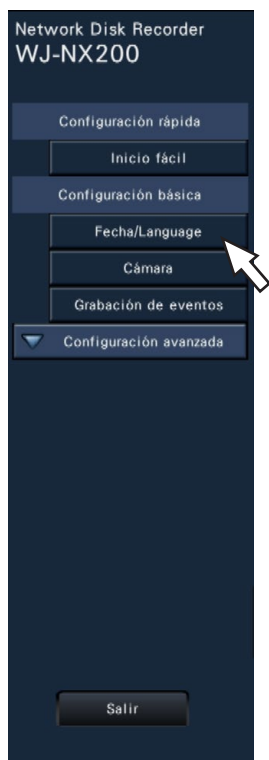 Network Disk Recorder
WJ-NX200
Configuración rápida
Inicio fácil
Configuración básica
Fecha/Language
Cámara
Grabación de eventos
Configuración avanzada
Salir